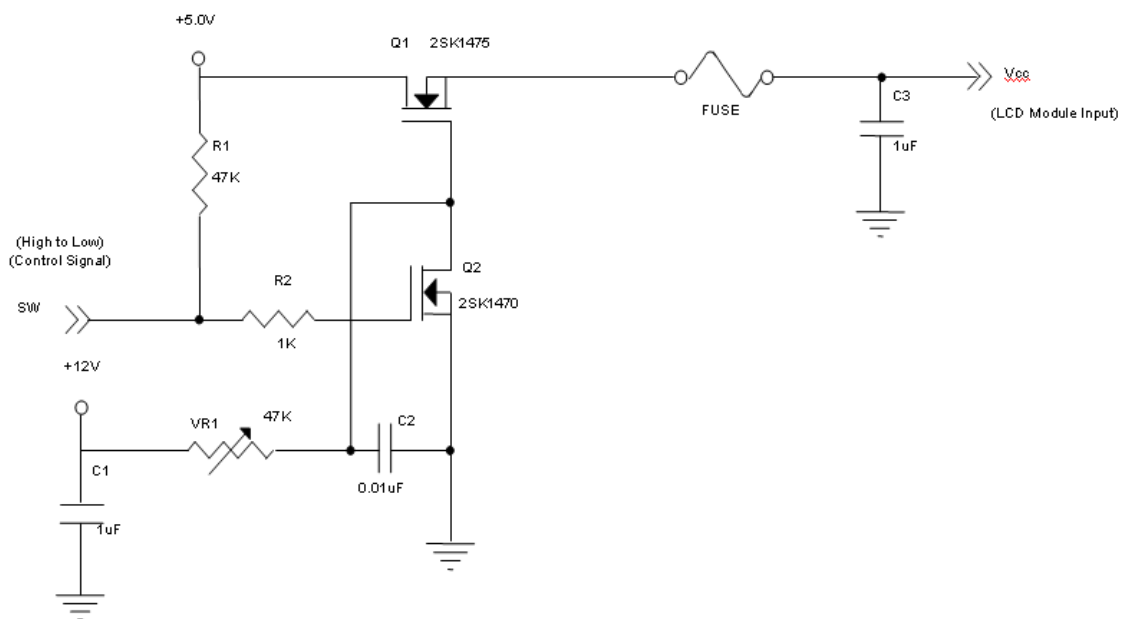 +5.0V
Q1 2SK1475
Vcc
(LCD Module Input)
FUSE
C3
1uF
R1
47K
(High to Low)
(Control Signal)
SW
R2
1K
Q2
2SK1470
+12V
VR1
47K
C2
0.01uF
C1
1uF